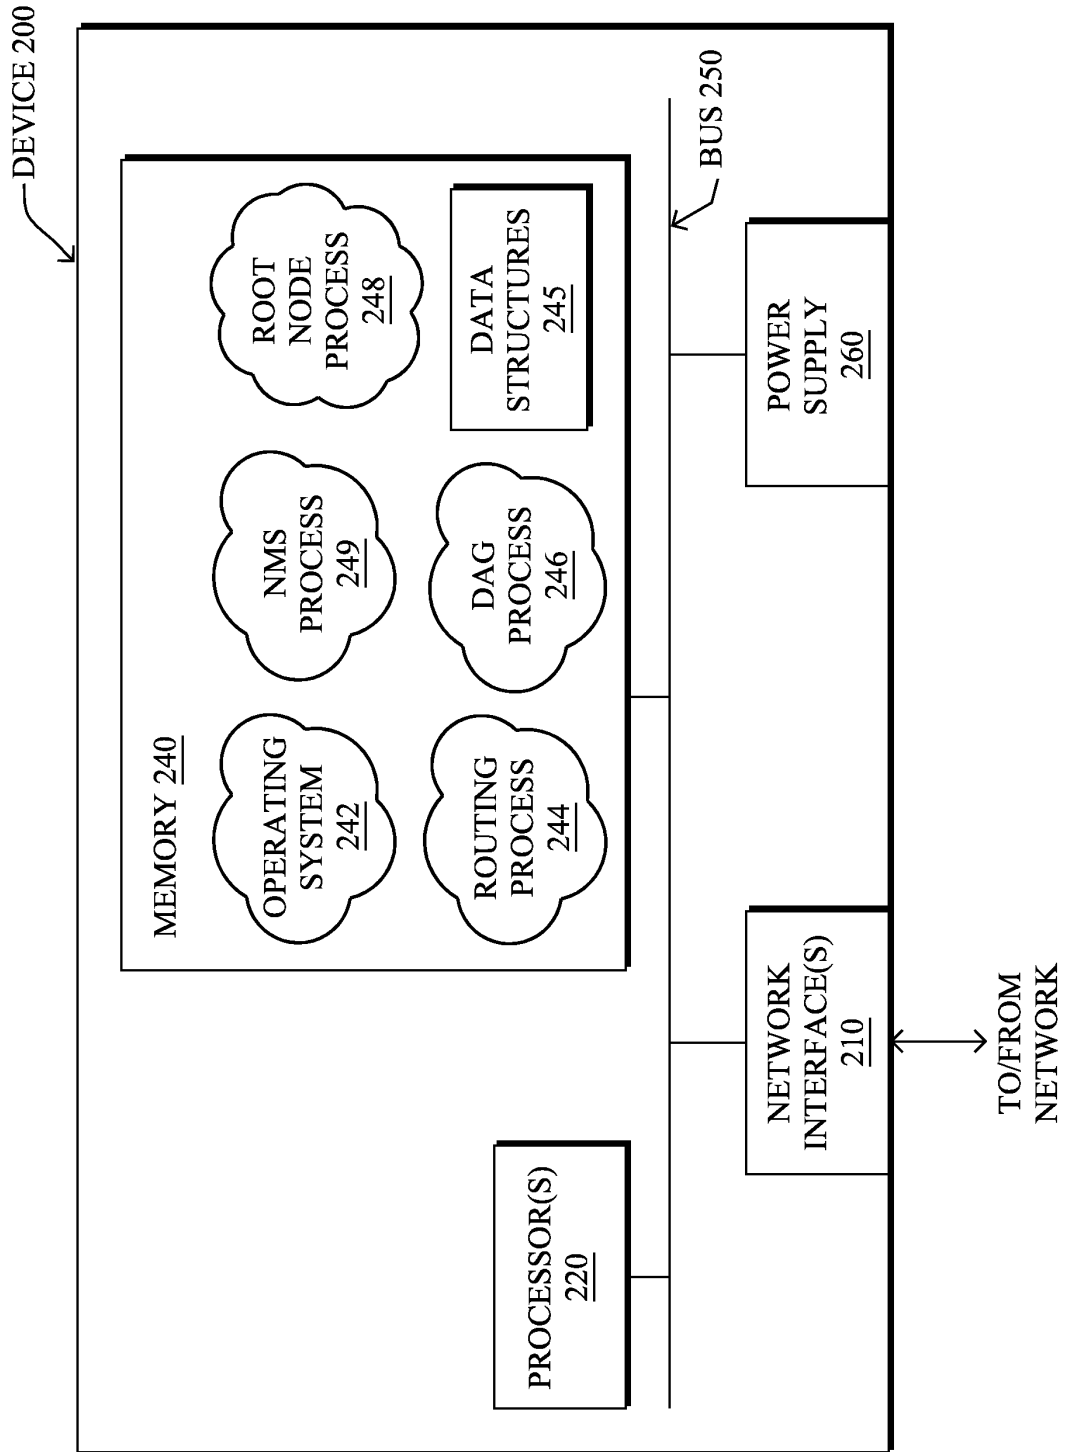 DEVICE 200
MEMORY 240
OPERATING
SYSTEM
242
NMS
PROCESS
249
ROOT
NODE
PROCESS
248
ROUTING
PROCESS
244
DAG
PROCESS
246
DATA
STRUCTURES
245
PROCESSOR(S)
220
BUS 250
NETWORK
INTERFACE(S)
210
POWER
SUPPLY
260
TO/FROM
NETWORK